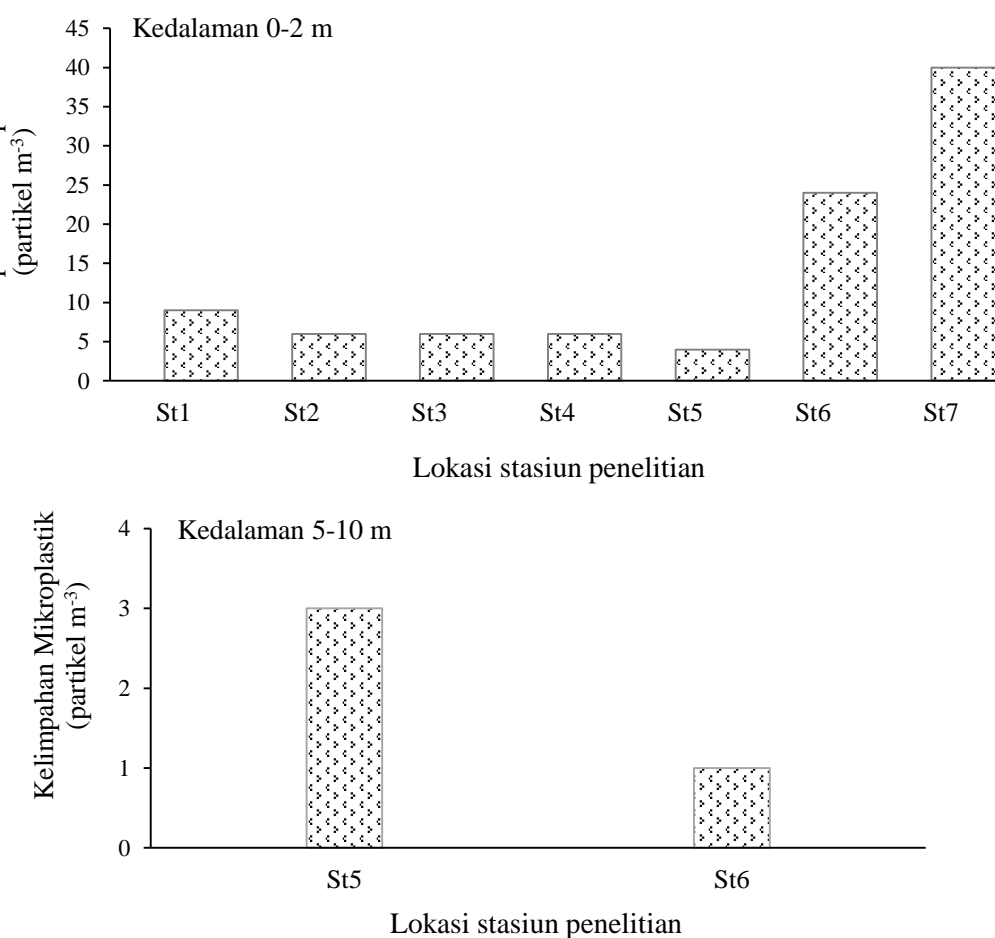 Kedalaman 0-2 m
(partikel m⁻³)
45
40
35
30
25
20
15
10
5
0
St1 St2 St3 St4 St5 St6 St7
Lokasi stasiun penelitian
Kedalaman 5-10 m
Kelimpahan Mikroplastik
(partikel m⁻³)
4
3
2
1
0
St5 St6
Lokasi stasiun penelitian